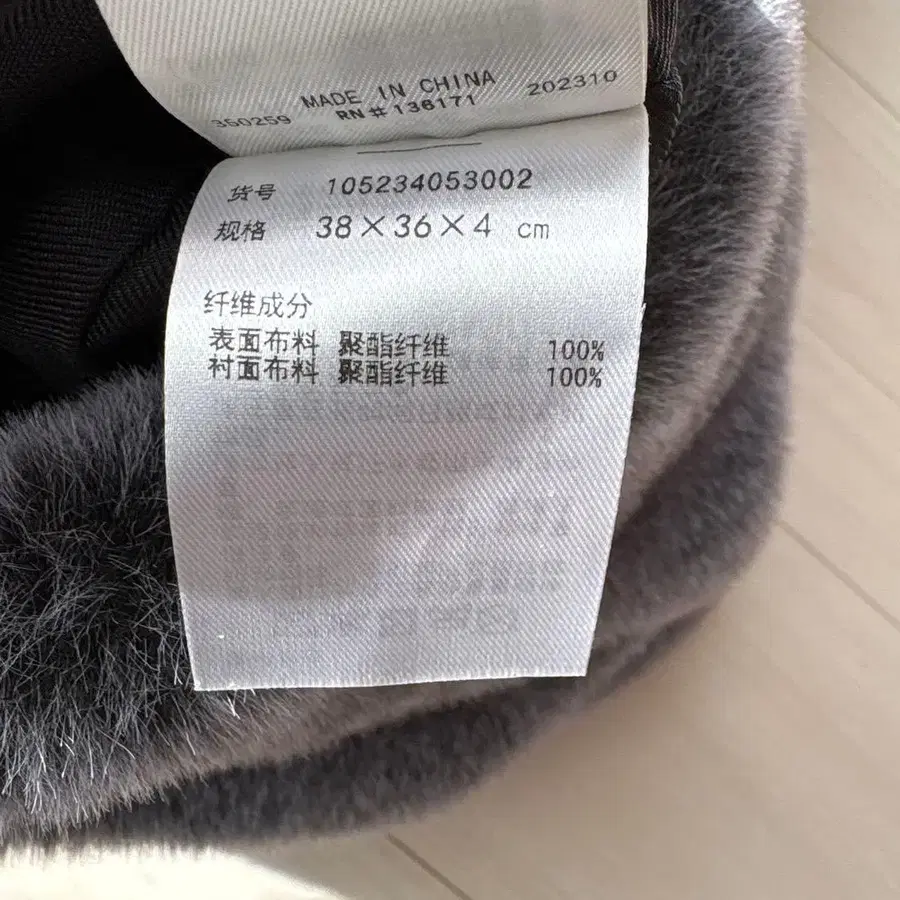 MADE IN CHINA
350259 RN#136171 202310
货号 105234053002
规格 38×36×4 cm
纤维成分
表面布料 聚酯纤维 100%
衬面布料 聚酯纤维 100%